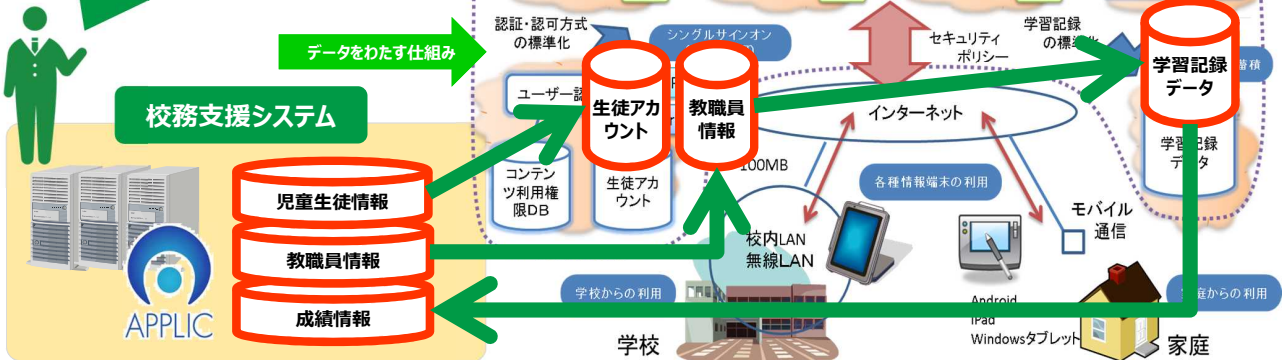 認証・認可方式
の標準化
シングルサインオン
学習記録
の標準化
セキュリティ
ポリシー
データをわたす仕組み
蓄積
学習記録
データ
ユーザー認
生徒アカ
ウント
教職員
情報
インターネット
校務支援システム
学習記録
データ
100MB
コンテン
ツ利用権
限DB
生徒アカ
ウント
各種情報端末の利用
児童生徒情報
モバイル
通信
校内LAN
無線LAN
教職員情報
学校からの利用
庭からの利用
APPLIC
成績情報
Android
iPad
Windowsタブレット
学校
家庭